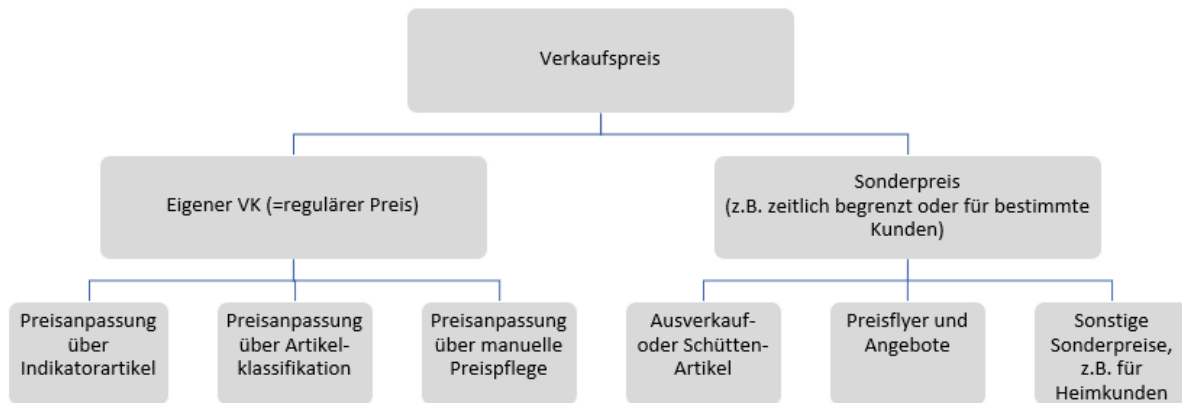 Verkaufspreis
Eigener VK (=regulärer Preis)
Sonderpreis
(z.B. zeitlich begrenzt oder für bestimmte
Kunden)
Preisanpassung
über
Indikatorartikel
Preisanpassung
über Artikel-
klassifikation
Preisanpassung
über manuelle
Preispflege
Ausverkauf-
oder Schütten-
Artikel
Preisflyer und
Angebote
Sonstige
Sonderpreise,
z.B. für
Heimkunden